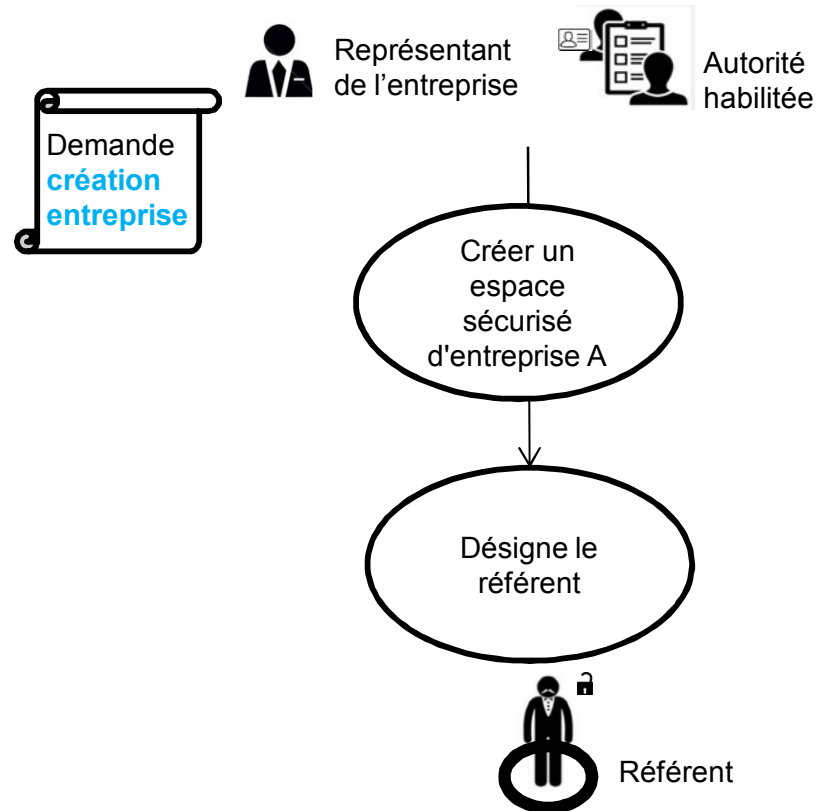 Représentant
de l’entreprise
Autorité
habilitée
Demande
création
entreprise
Créer un
espace
sécurisé
d'entreprise A
Désigne le
référent
Référent